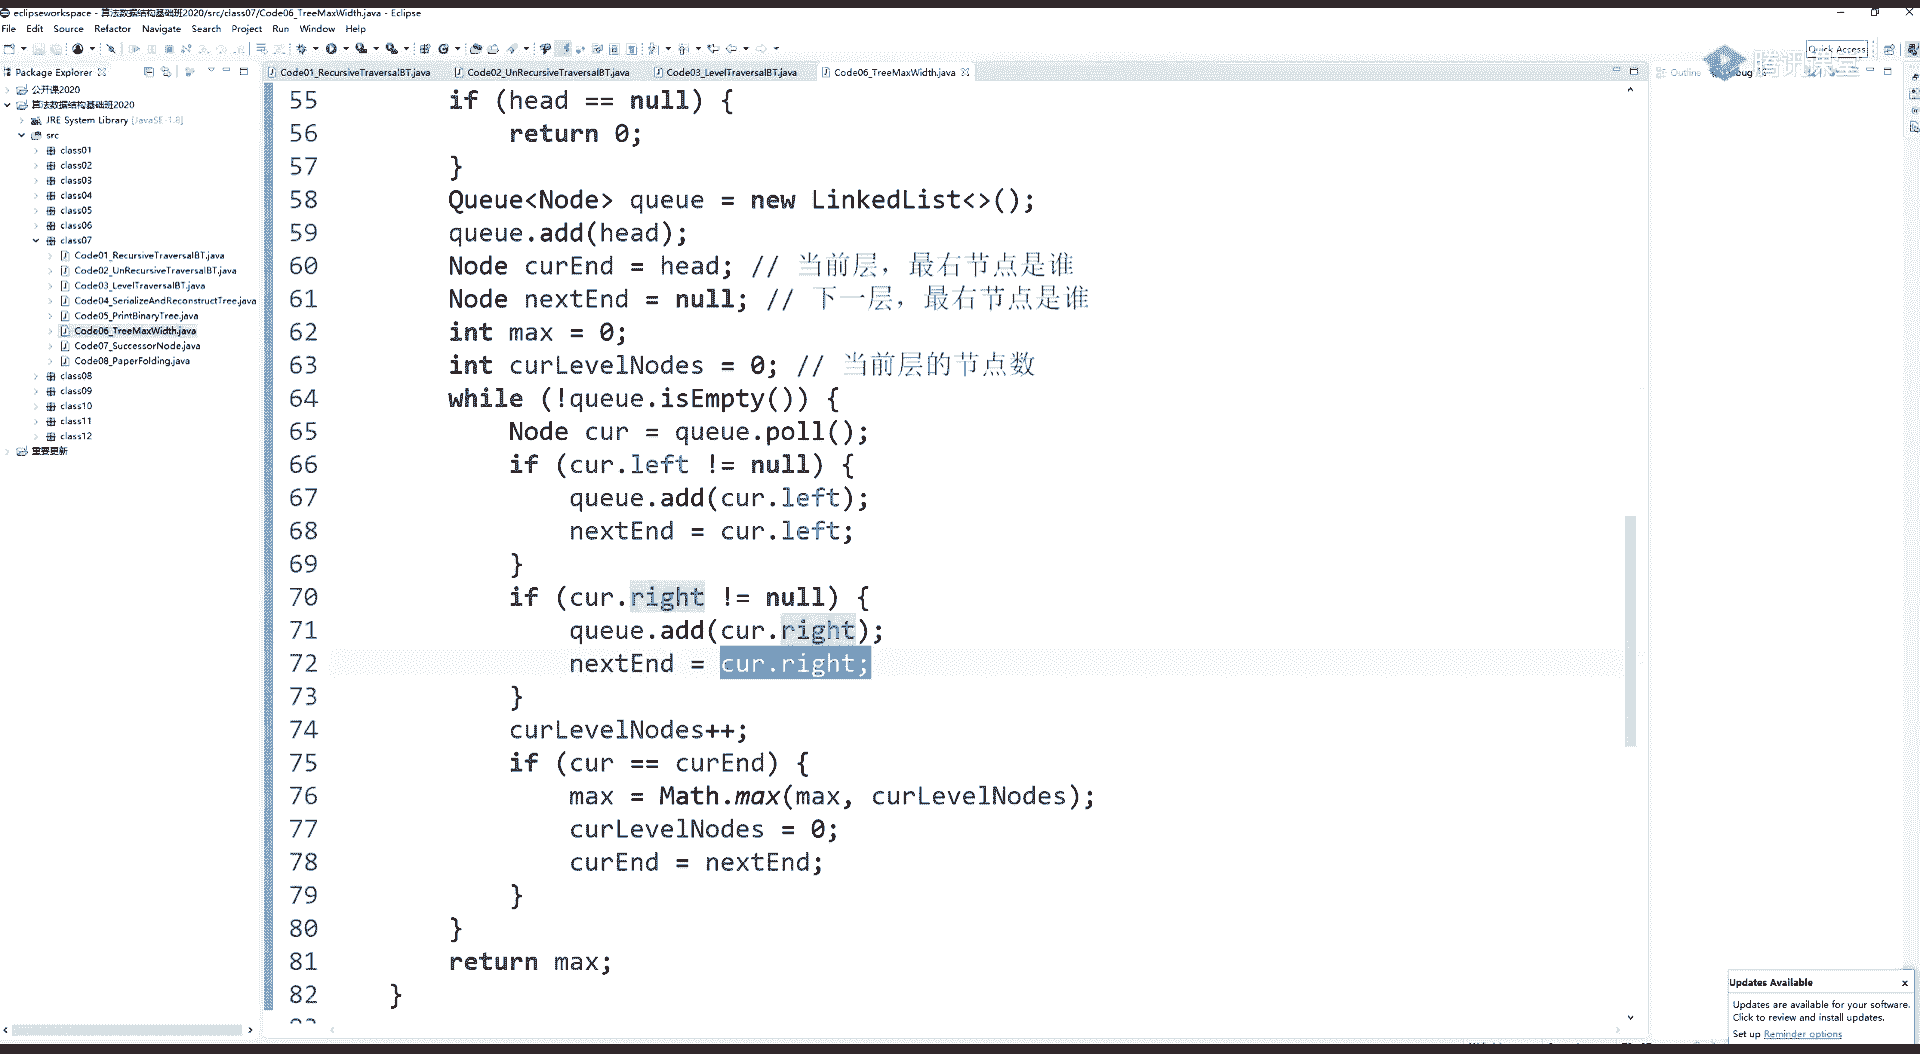 eclipseworkspace - 算法数据结构基础班2020/src/class07/Code06_TreeMaxWidth.java - Eclipse
File Edit Source Refactor Navigate Search Project Run Window Help
Quick Access
腾讯课堂
Package Explorer
Code01_RecursiveTraversalBT.java Code02_UnRecursiveTraversalBT.java Code03_LevelTraversalBT.java Code06_TreeMaxWidth.java
Outline
公开课2020
算法数据结构基础班2020
JRE System Library [JavaSE-1.8]
src
class01
class02
class03
class04
class05
class06
class07
Code01_RecursiveTraversalBT.java
Code02_UnRecursiveTraversalBT.java
Code03_LevelTraversalBT.java
Code04_SerializeAndReconstructTree.java
Code05_PrintBinaryTree.java
Code06_TreeMaxWidth.java
Code07_SuccessorNode.java
Code08_PaperFolding.java
class08
class09
class10
class11
class12
重要更新
55 if (head == null) {
56 return 0;
57 }
58 Queue<Node> queue = new LinkedList<>();
59 queue.add(head);
60 Node curEnd = head; // 当前层，最右节点是谁
61 Node nextEnd = null; // 下一层，最右节点是谁
62 int max = 0;
63 int curLevelNodes = 0; // 当前层的节点数
64 while (!queue.isEmpty()) {
65 Node cur = queue.poll();
66 if (cur.left != null) {
67 queue.add(cur.left);
68 nextEnd = cur.left;
69 }
70 if (cur.right != null) {
71 queue.add(cur.right);
72 nextEnd = cur.right;
73 }
74 curLevelNodes++;
75 if (cur == curEnd) {
76 max = Math.max(max, curLevelNodes);
77 curLevelNodes = 0;
78 curEnd = nextEnd;
79 }
80 }
81 return max;
82 }
Updates Available x
Updates are available for your software.
Click to review and install updates.
Set up Reminder options